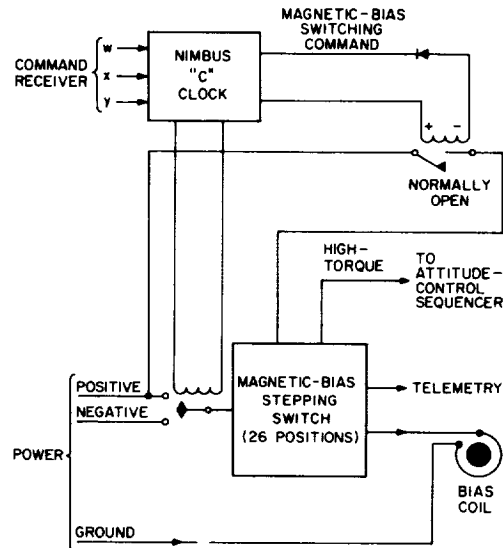 MAGNETIC-BIAS
SWITCHING
COMMAND
COMMAND
RECEIVER
w
x
y
NIMBUS
"C"
CLOCK
+ -
NORMALLY
OPEN
HIGH-
TORQUE
TO
ATTITUDE-
CONTROL
SEQUENCER
POSITIVE
NEGATIVE
POWER
GROUND
MAGNETIC-BIAS
STEPPING
SWITCH
(26 POSITIONS)
TELEMETRY
BIAS
COIL